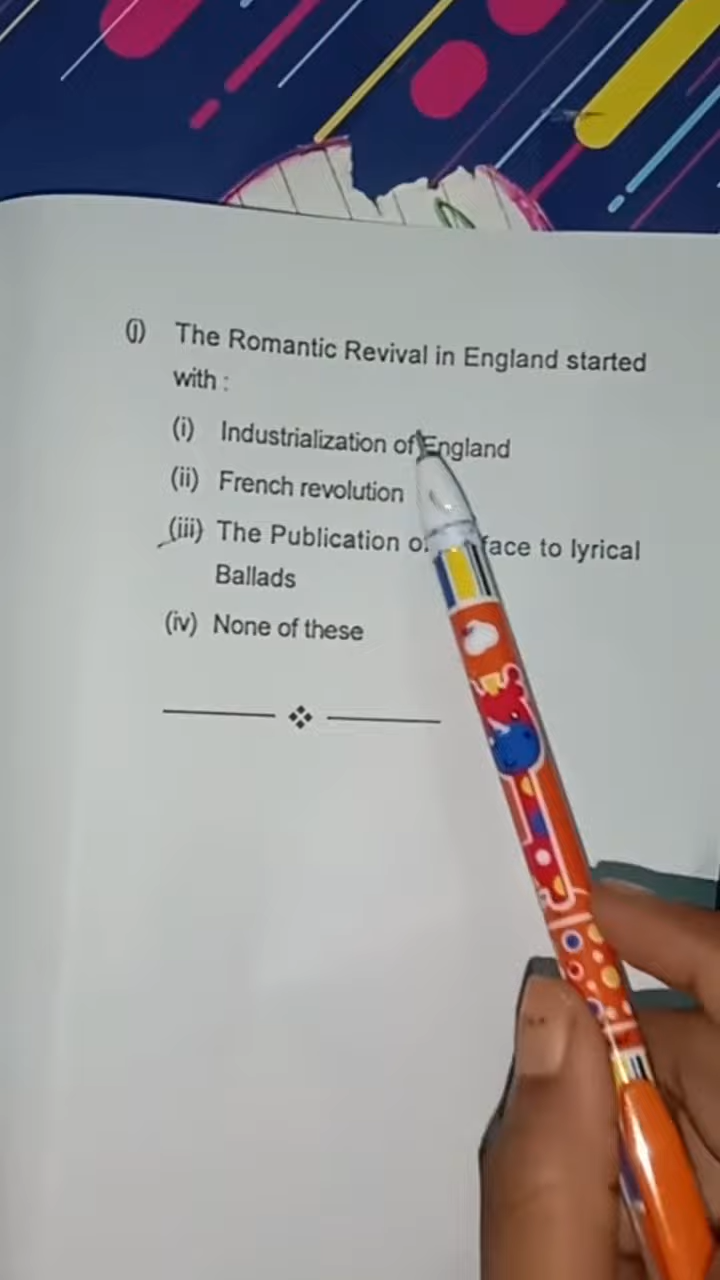 (j) The Romantic Revival in England started
with :
(i) Industrialization of England
(ii) French revolution
(iii) The Publication to lyrical
Ballads
(iv) None of these